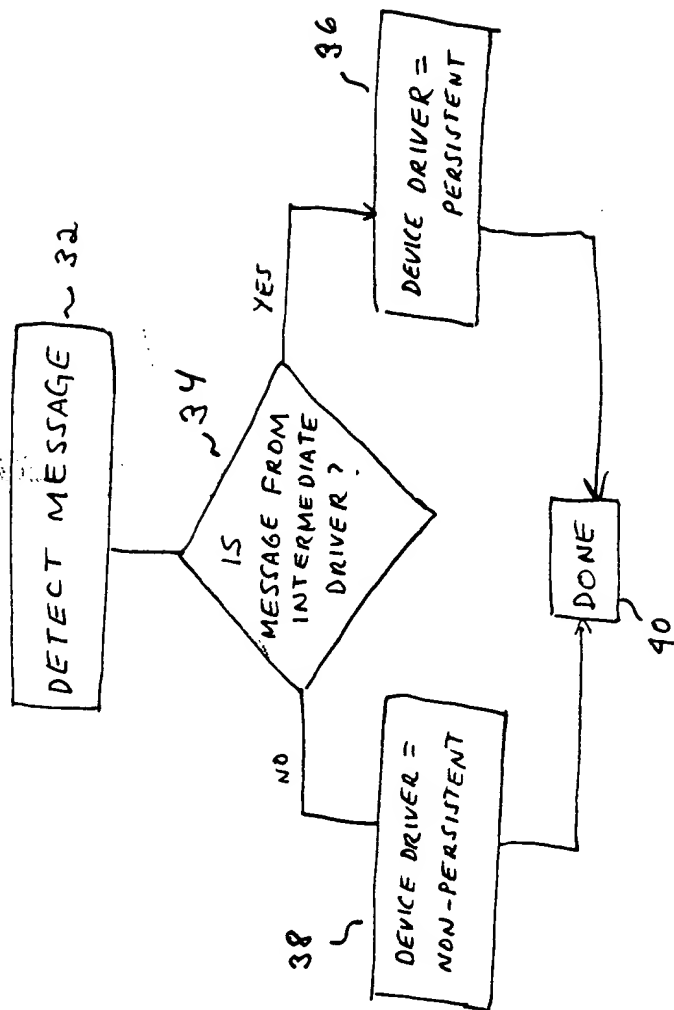 DETECT MESSAGE
32
34
IS
MESSAGE FROM
INTERMEDIATE
DRIVER?
YES
NO
36
DEVICE DRIVER =
PERSISTENT
38
DEVICE DRIVER =
NON-PERSISTENT
DONE
40